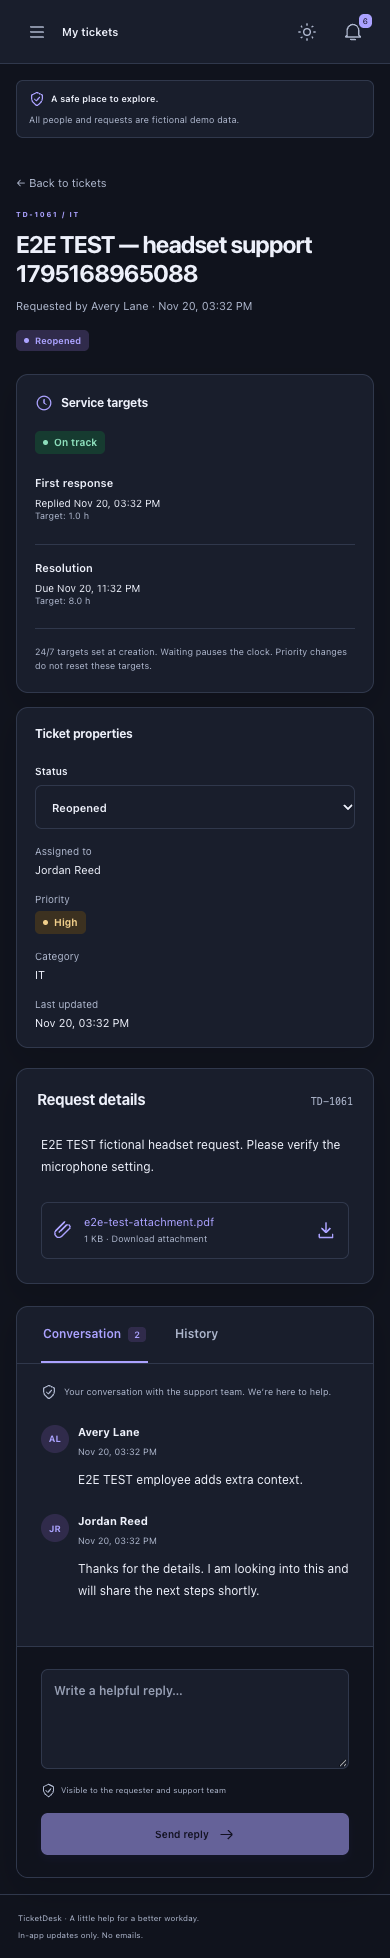 My tickets
6
A safe place to explore.
All people and requests are fictional demo data.
← Back to tickets
TD-1061 / IT
E2E TEST — headset support
1795168965088
Requested by Avery Lane · Nov 20, 03:32 PM
Reopened
Service targets
On track
First response
Replied Nov 20, 03:32 PM
Target: 1.0 h
Resolution
Due Nov 20, 11:32 PM
Target: 8.0 h
24/7 targets set at creation. Waiting pauses the clock. Priority changes
do not reset these targets.
Ticket properties
Status
Reopened
Assigned to
Jordan Reed
Priority
High
Category
IT
Last updated
Nov 20, 03:32 PM
Request details
TD-1061
E2E TEST fictional headset request. Please verify the
microphone setting.
e2e-test-attachment.pdf
1 KB · Download attachment
Conversation 2 History
Your conversation with the support team. We're here to help.
AL
Avery Lane
Nov 20, 03:32 PM
E2E TEST employee adds extra context.
JR
Jordan Reed
Nov 20, 03:32 PM
Thanks for the details. I am looking into this and
will share the next steps shortly.
Write a helpful reply...
Visible to the requester and support team
Send reply →
TicketDesk · A little help for a better workday.
In-app updates only. No emails.